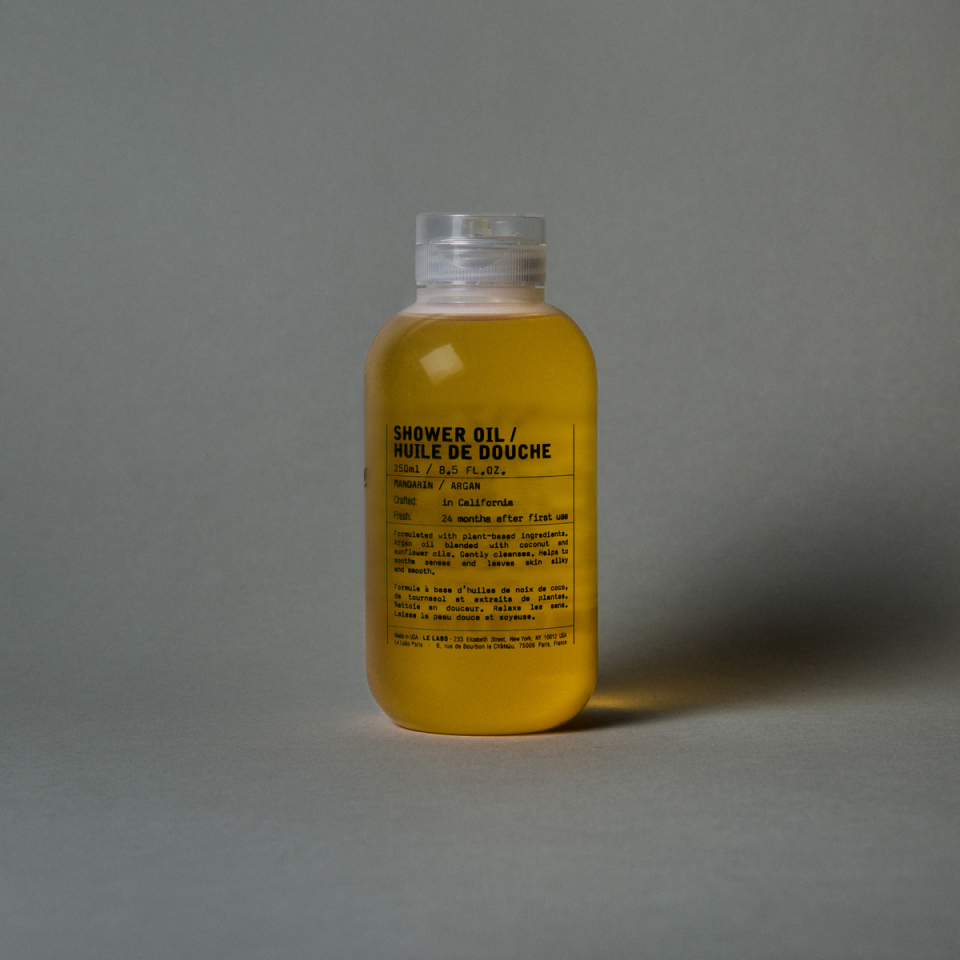 SHOWER OIL /
HUILE DE DOUCHE
250ml / 8.5 FL.OZ.
MANDARIN / ARGAN
Crafted: in California
Fresh: 24 months after first use
Formulated with plant-based ingredients.
Argan oil blended with coconut and
sunflower oils. Gently cleanses. Helps to
soothe senses and leaves skin silky
and smooth.
Formule à base d'huiles de noix de coco,
de tournesol et extraits de plantes.
Nettoie en douceur. Relaxe les sens.
Laisse la peau douce et soyeuse.
Made in USA - LE LABO - 233 Elizabeth Street, New York, NY 10012 USA
Le Labo Paris - 6, rue de Bourbon le Château, 75006 Paris, France